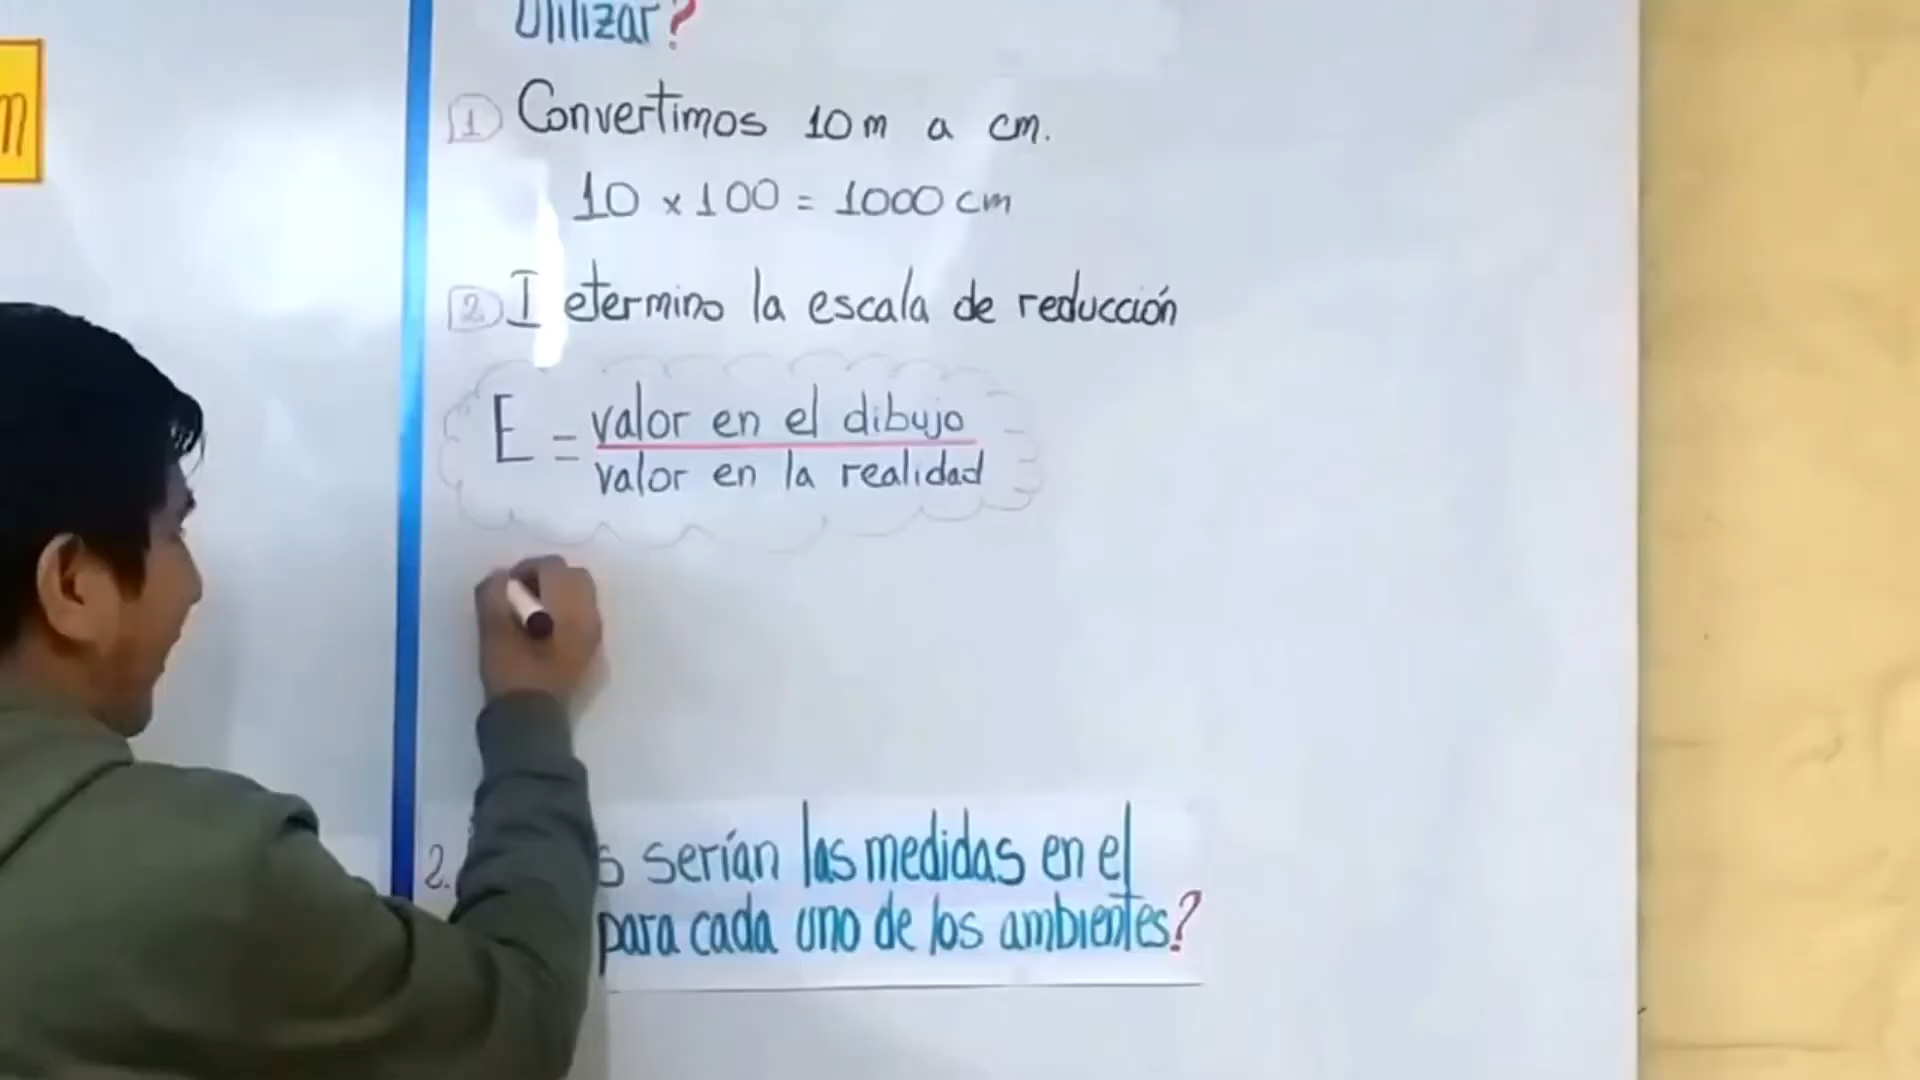 m
Utilizar?
1 Convertimos 10 m a cm.
10 x 100 = 1000 cm
2 Determino la escala de reducción
E = valor en el dibujo
valor en la realidad
2. serían las medidas en el
para cada uno de los ambientes?